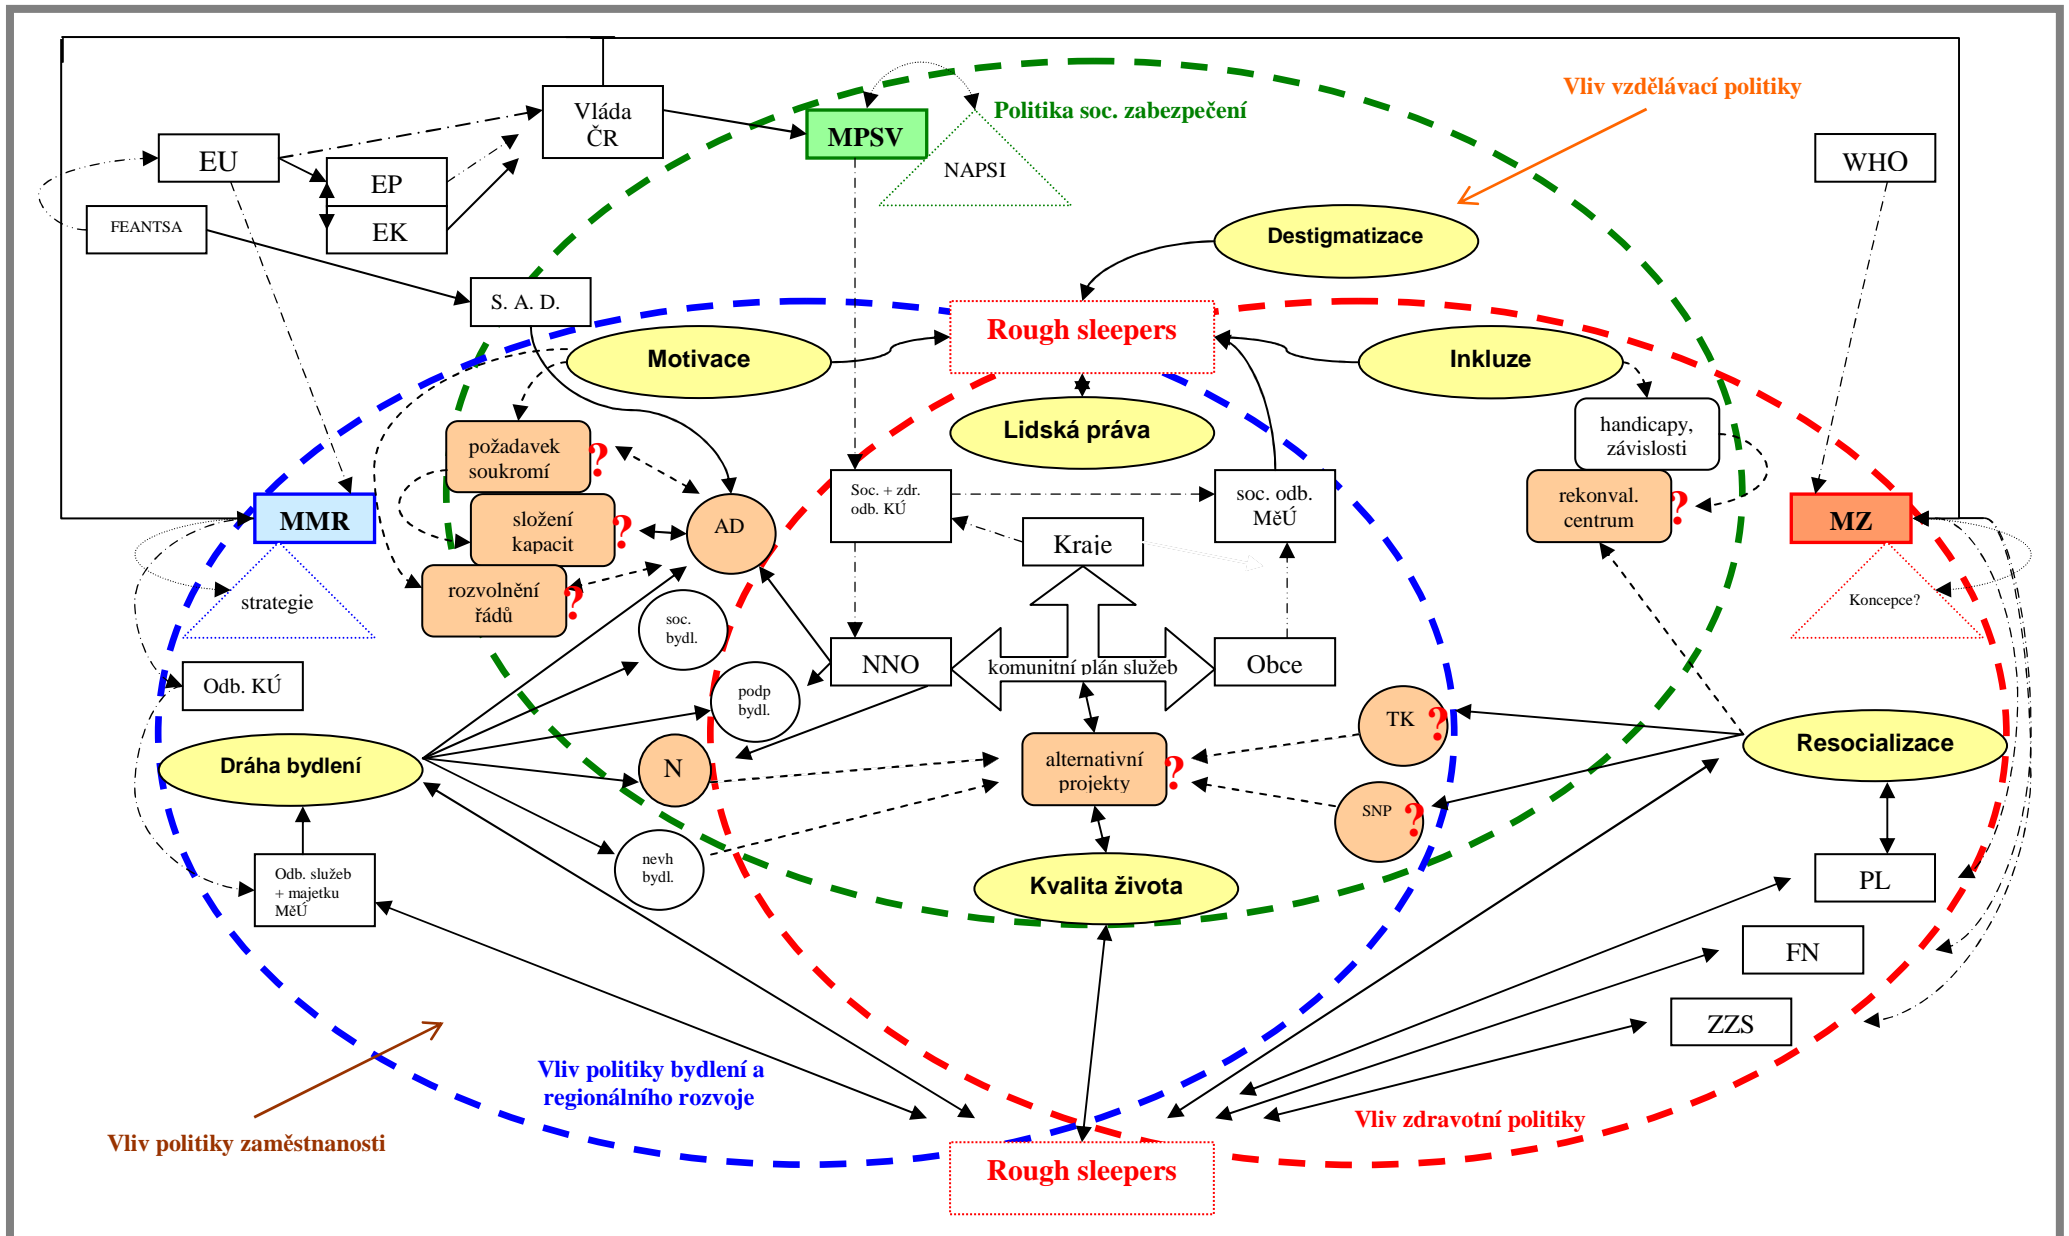 Vliv vzdělávací politiky
Vláda
ČR
Politika soc. zabezpečení
MPSV
EU
WHO
EP
NAPSI
FEANTSA
EK
Destigmatizace
S. A. D.
Rough sleepers
Motivace
Inkluze
Lidská práva
požadavek
soukromí
?
handicapy,
závislosti
Soc. + zdr.
odb. KÚ
soc. odb.
MěÚ
rekonval.
centrum
?
MMR
složení
kapacit
?
AD
MZ
Kraje
rozvolnění
řádů
?
strategie
soc.
bydl.
Koncepce?
NNO
komunitní plán služeb
Obce
Odb. KÚ
podp
bydl.
TK
?
Resocializace
Dráha bydlení
N
alternativní
projekty
?
SNP
?
nevh
bydl.
Odb. služeb
+ majetku
MěÚ
Kvalita života
PL
FN
ZZS
Vliv politiky bydlení a
regionálního rozvoje
Vliv zdravotní politiky
Vliv politiky zaměstnanosti
Rough sleepers